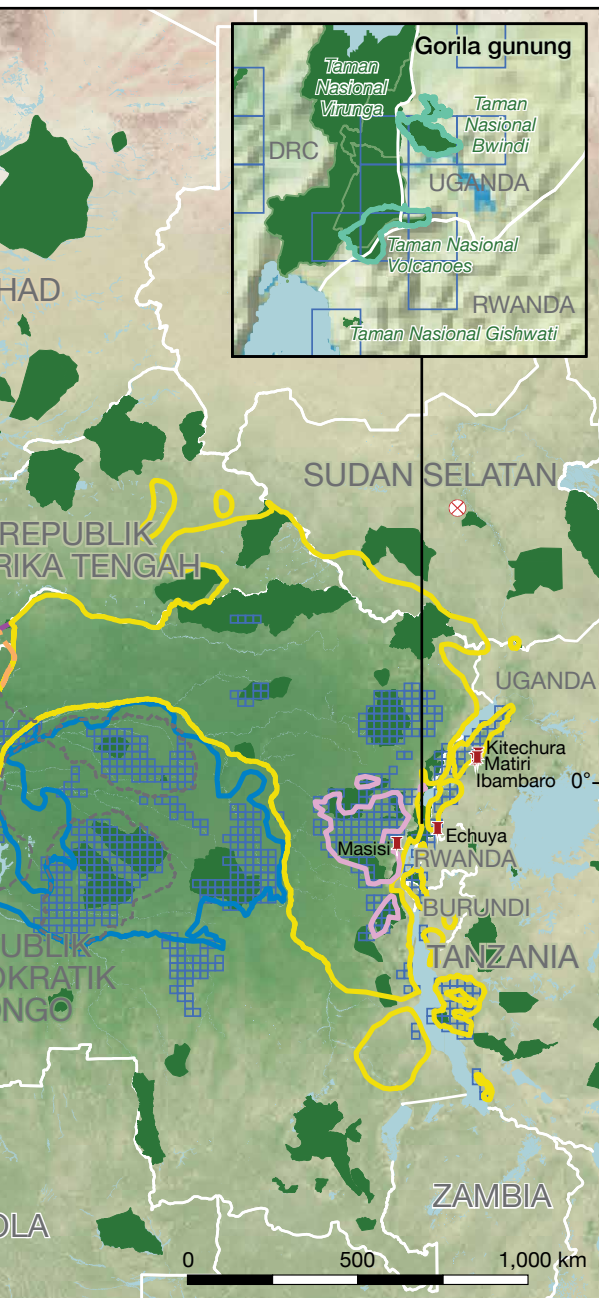 Gorila gunung
Taman
Nasional
Virunga
Taman
Nasional
Bwindi
DRC
UGANDA
Taman Nasional
Volcanoes
RWANDA
Taman Nasional Gishwati
HAD
SUDAN SELATAN
REPUBLIK
RIKA TENGAH
UGANDA
Kitechura
Matiri
Ibambaro
0°
Echuya
Masisi
RWANDA
BURUNDI
UBLIK
OKRATIK
ONGO
TANZANIA
ZAMBIA
OLA
0 500 1,000 km